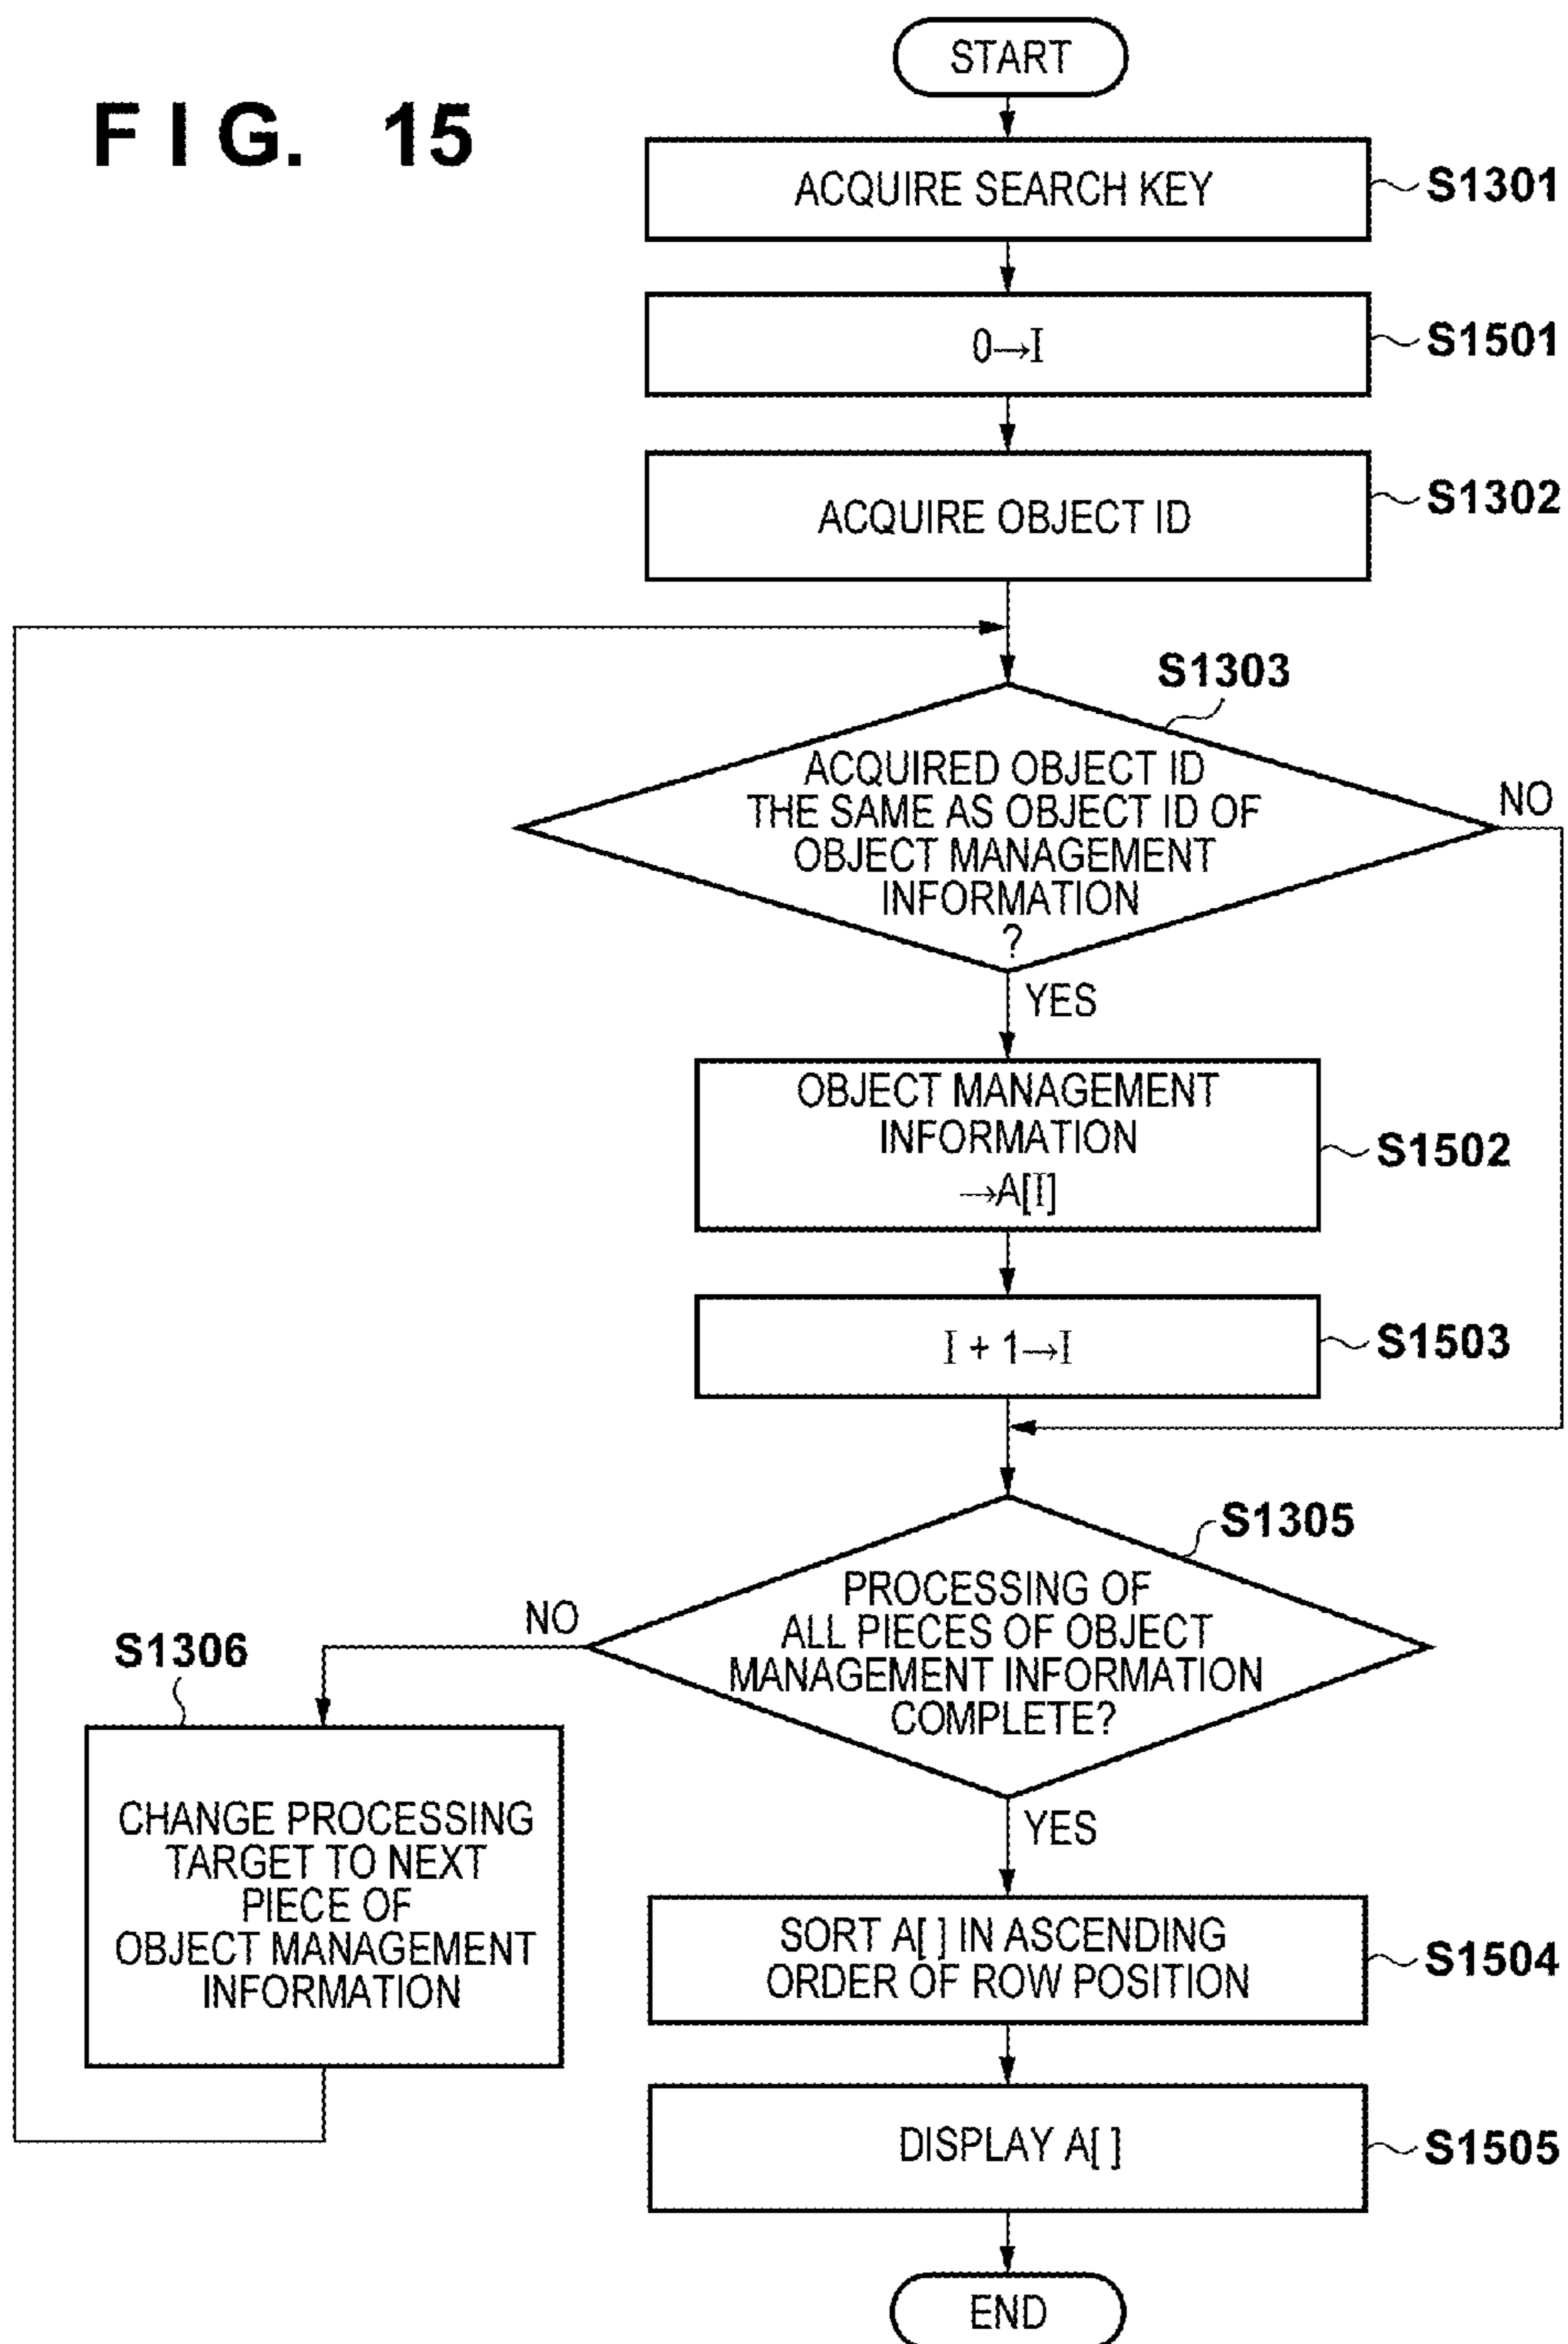 FIG. 15
START
ACQUIRE SEARCH KEY
S1301
0→I
S1501
ACQUIRE OBJECT ID
S1302
S1303
ACQUIRED OBJECT ID
THE SAME AS OBJECT ID OF
OBJECT MANAGEMENT
INFORMATION
?
NO
YES
OBJECT MANAGEMENT
INFORMATION
→A[I]
S1502
I + 1→I
S1503
S1305
PROCESSING OF
ALL PIECES OF OBJECT
MANAGEMENT INFORMATION
COMPLETE?
NO
S1306
CHANGE PROCESSING
TARGET TO NEXT
PIECE OF
OBJECT MANAGEMENT
INFORMATION
YES
SORT A[ ] IN ASCENDING
ORDER OF ROW POSITION
S1504
DISPLAY A[ ]
S1505
END